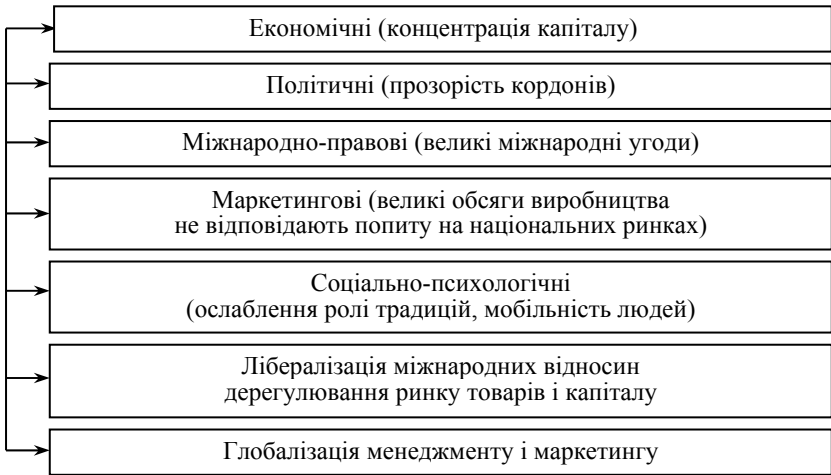 Економічні (концентрація капіталу)
Політичні (прозорість кордонів)
Міжнародно-правові (великі міжнародні угоди)
Маркетингові (великі обсяги виробництва
не відповідають попиту на національних ринках)
Соціально-психологічні
(ослаблення ролі традицій, мобільність людей)
Лібералізація міжнародних відносин
дерегулювання ринку товарів і капіталу
Глобалізація менеджменту і маркетингу